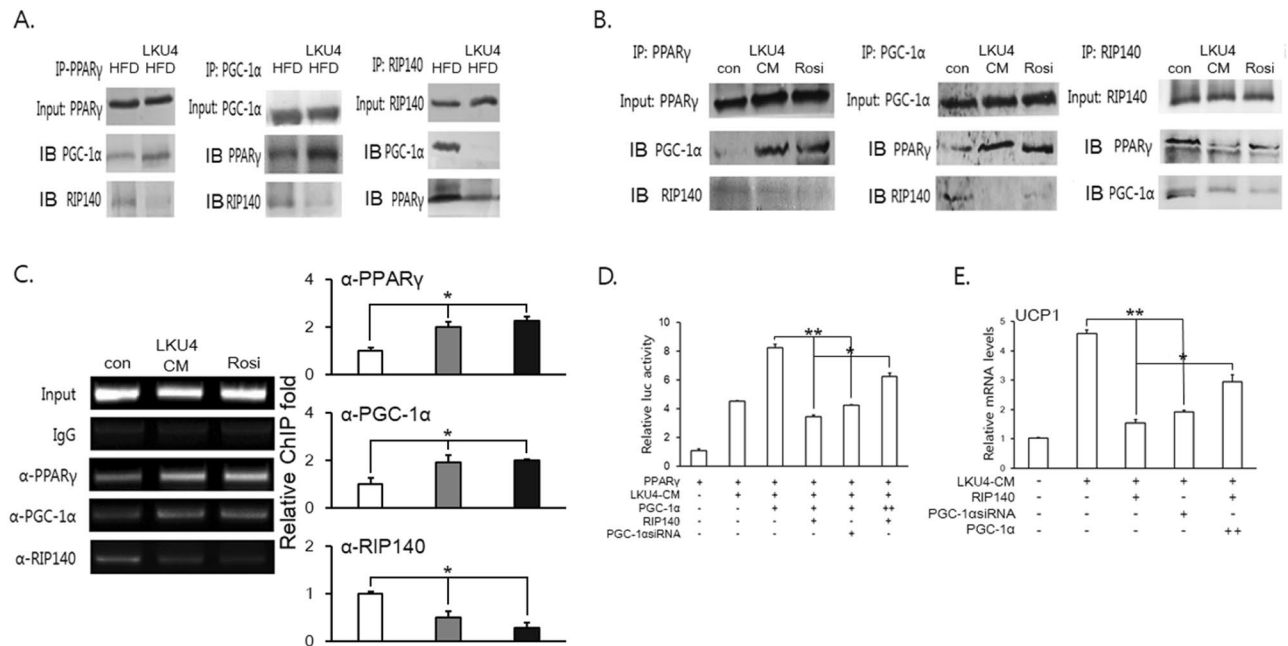 A.
IP-PPARγ
HFD
LKU4
HFD
Input: PPARγ
IB PGC-1α
IB RIP140
IP: PGC-1α
HFD
LKU4
HFD
Input: PGC-1α
IB PPARγ
IB RIP140
IP: RIP140
HFD
LKU4
HFD
Input: RIP140
IB PGC-1α
IB PPARγ
B.
IP: PPARγ
con
LKU4
CM
Rosi
Input: PPARγ
IB PGC-1α
IB RIP140
IP: PGC-1α
con
LKU4
CM
Rosi
Input: PGC-1α
IB PPARγ
IB RIP140
IP: RIP140
con
LKU4
CM
Rosi
Input: RIP140
IB PPARγ
IB PGC-1α
C.
con
LKU4
CM
Rosi
Input
IgG
α-PPARγ
α-PGC-1α
α-RIP140
Relative ChIP fold
α-PPARγ
*
4
2
0
α-PGC-1α
*
4
2
0
α-RIP140
*
2
1
0
D.
Relative luc activity
10
8
6
4
2
0
**
*
PPARγ + + + + + +
LKU4-CM - + + + + +
PGC-1α - - + + + ++
RIP140 - - - + - +
PGC-1αsiRNA - - - - + -
E.
UCP1
Relative mRNA levels
5
4
3
2
1
0
**
*
LKU4-CM - + + + +
RIP140 - - + - +
PGC-1αsiRNA - - - + -
PGC-1α - - - - ++